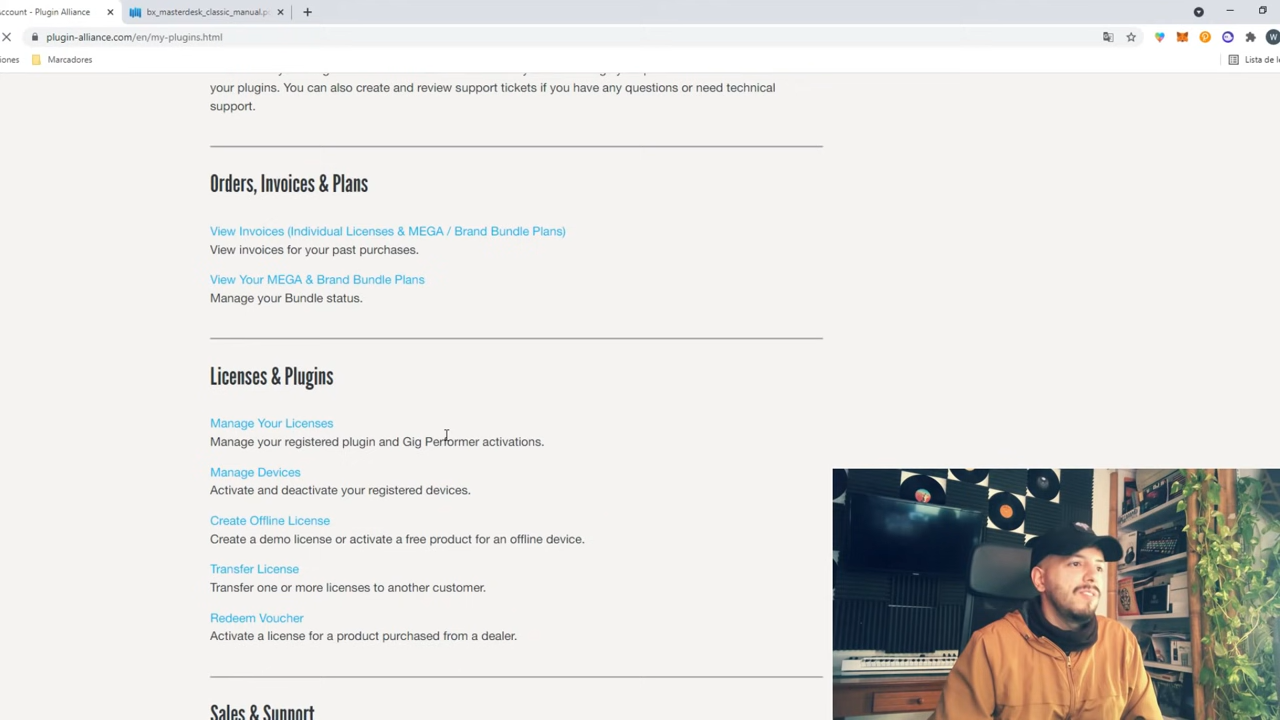 ccount - Plugin Alliance
bx_masterdesk_classic_manual.p
plugin-alliance.com/en/my-plugins.html
iones
Marcadores
Lista de le
your plugins. You can also create and review support tickets if you have any questions or need technical
support.
Orders, Invoices & Plans
View Invoices (Individual Licenses & MEGA / Brand Bundle Plans)
View invoices for your past purchases.
View Your MEGA & Brand Bundle Plans
Manage your Bundle status.
Licenses & Plugins
Manage Your Licenses
Manage your registered plugin and Gig Performer activations.
Manage Devices
Activate and deactivate your registered devices.
Create Offline License
Create a demo license or activate a free product for an offline device.
Transfer License
Transfer one or more licenses to another customer.
Redeem Voucher
Activate a license for a product purchased from a dealer.
Sales & Support